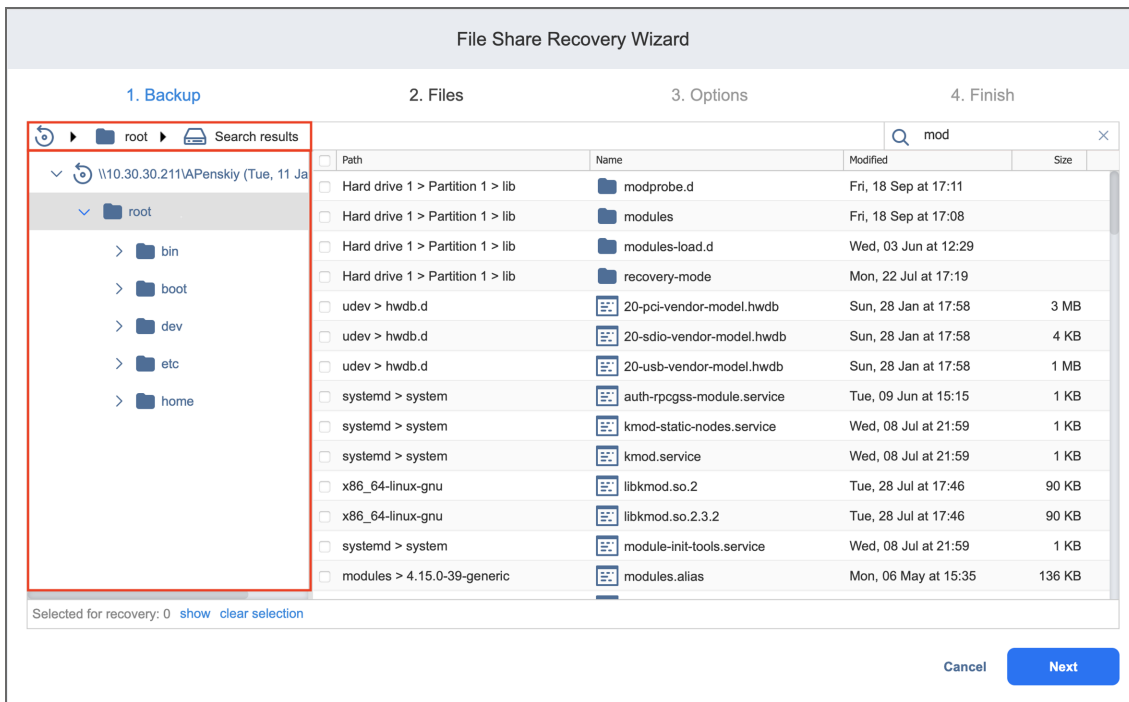 File Share Recovery Wizard
1. Backup 2. Files 3. Options 4. Finish
root Search results mod
\\10.30.30.211\APenskiy (Tue, 11 Ja
root
bin
boot
dev
etc
home
Path Name Modified Size
Hard drive 1 > Partition 1 > lib modprobe.d Fri, 18 Sep at 17:11
Hard drive 1 > Partition 1 > lib modules Fri, 18 Sep at 17:08
Hard drive 1 > Partition 1 > lib modules-load.d Wed, 03 Jun at 12:29
Hard drive 1 > Partition 1 > lib recovery-mode Mon, 22 Jul at 17:19
udev > hwdb.d 20-pci-vendor-model.hwdb Sun, 28 Jan at 17:58 3 MB
udev > hwdb.d 20-sdio-vendor-model.hwdb Sun, 28 Jan at 17:58 4 KB
udev > hwdb.d 20-usb-vendor-model.hwdb Sun, 28 Jan at 17:58 1 MB
systemd > system auth-rpcgss-module.service Tue, 09 Jun at 15:15 1 KB
systemd > system kmod-static-nodes.service Wed, 08 Jul at 21:59 1 KB
systemd > system kmod.service Wed, 08 Jul at 21:59 1 KB
x86_64-linux-gnu libkmod.so.2 Tue, 28 Jul at 17:46 90 KB
x86_64-linux-gnu libkmod.so.2.3.2 Tue, 28 Jul at 17:46 90 KB
systemd > system module-init-tools.service Wed, 08 Jul at 21:59 1 KB
modules > 4.15.0-39-generic modules.alias Mon, 06 May at 15:35 136 KB
Selected for recovery: 0 show clear selection
Cancel Next